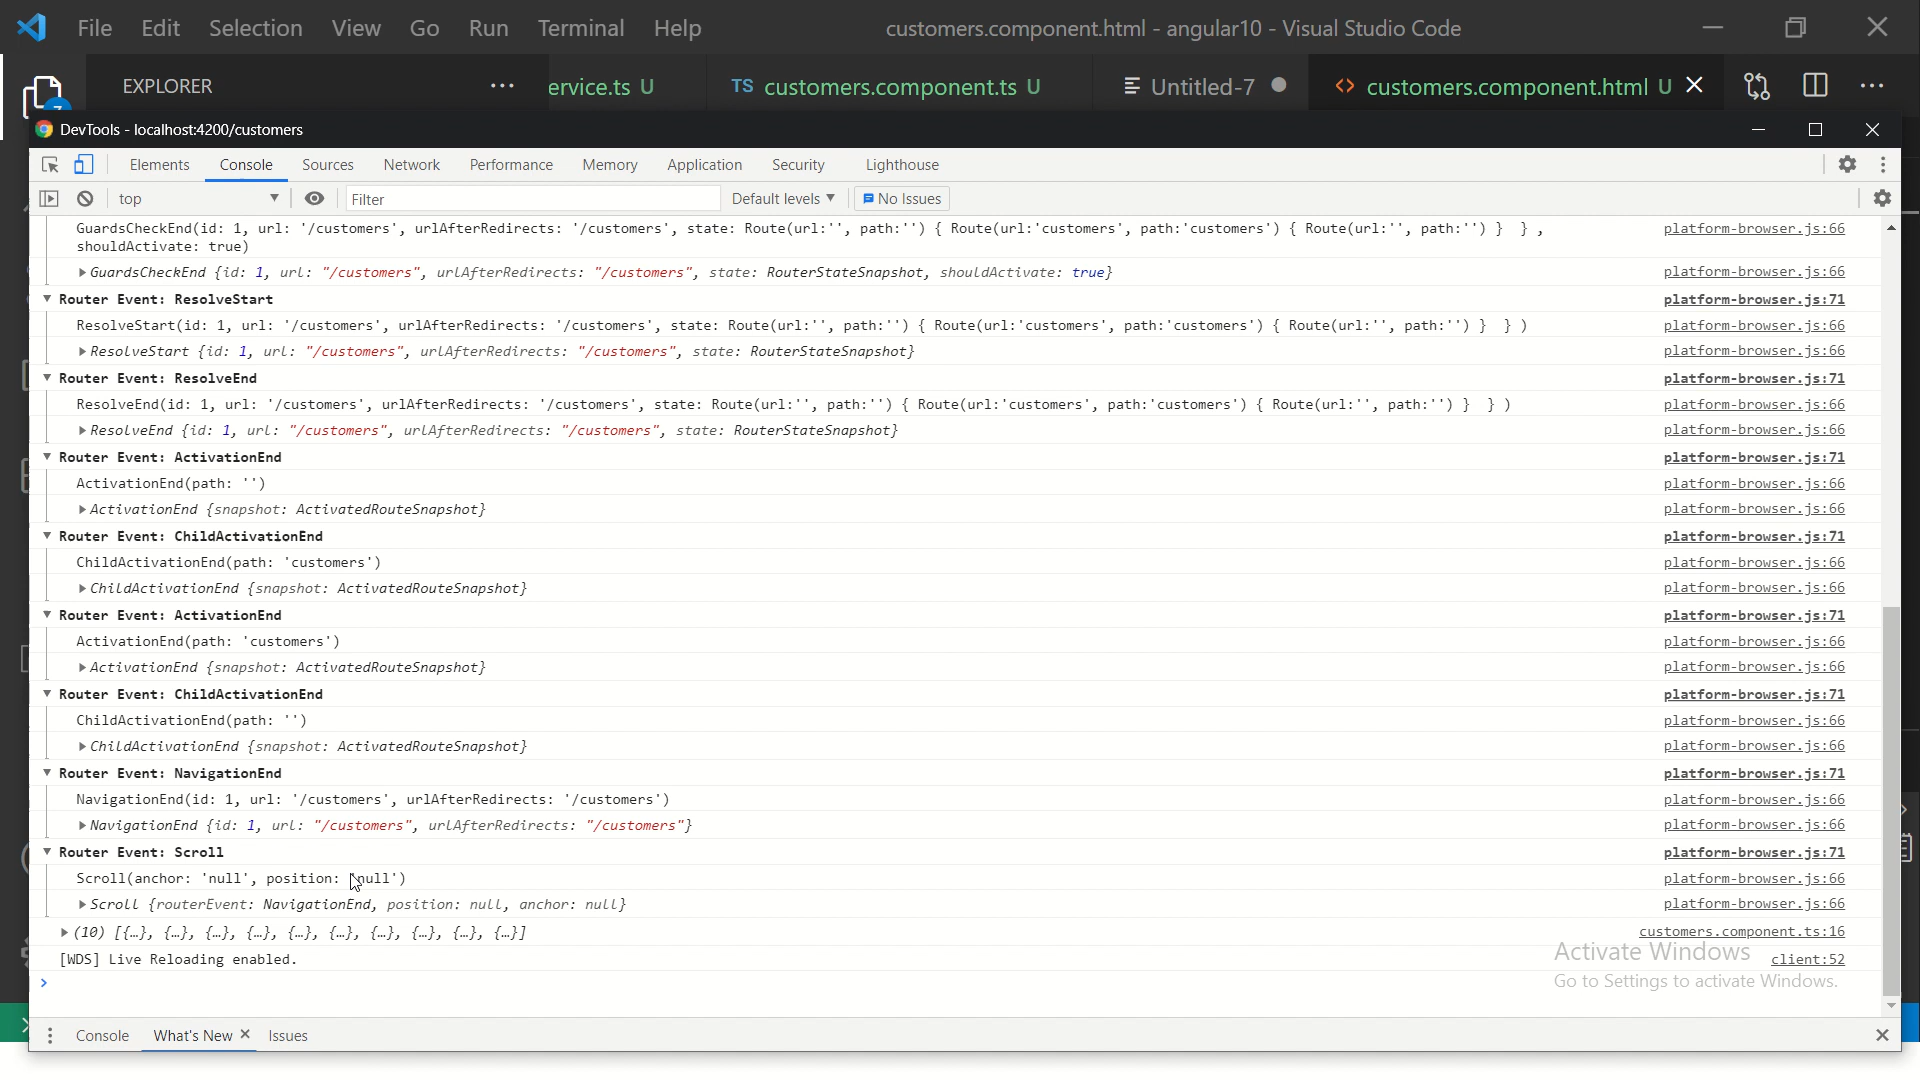 File Edit Selection View Go Run Terminal Help customers.component.html - angular10 - Visual Studio Code
EXPLORER ervice.ts U TS customers.component.ts U Untitled-7 customers.component.html U
DevTools - localhost:4200/customers
Elements Console Sources Network Performance Memory Application Security Lighthouse
top Filter Default levels No Issues
GuardsCheckEnd(id: 1, url: '/customers', urlAfterRedirects: '/customers', state: Route(url:'', path:'') { Route(url:'customers', path:'customers') { Route(url:'', path:'') } } , platform-browser.js:66
shouldActivate: true)
GuardsCheckEnd {id: 1, url: "/customers", urlAfterRedirects: "/customers", state: RouterStateSnapshot, shouldActivate: true} platform-browser.js:66
Router Event: ResolveStart platform-browser.js:71
ResolveStart(id: 1, url: '/customers', urlAfterRedirects: '/customers', state: Route(url:'', path:'') { Route(url:'customers', path:'customers') { Route(url:'', path:'') } } ) platform-browser.js:66
ResolveStart {id: 1, url: "/customers", urlAfterRedirects: "/customers", state: RouterStateSnapshot} platform-browser.js:66
Router Event: ResolveEnd platform-browser.js:71
ResolveEnd(id: 1, url: '/customers', urlAfterRedirects: '/customers', state: Route(url:'', path:'') { Route(url:'customers', path:'customers') { Route(url:'', path:'') } } ) platform-browser.js:66
ResolveEnd {id: 1, url: "/customers", urlAfterRedirects: "/customers", state: RouterStateSnapshot} platform-browser.js:66
Router Event: ActivationEnd platform-browser.js:71
ActivationEnd(path: '') platform-browser.js:66
ActivationEnd {snapshot: ActivatedRouteSnapshot} platform-browser.js:66
Router Event: ChildActivationEnd platform-browser.js:71
ChildActivationEnd(path: 'customers') platform-browser.js:66
ChildActivationEnd {snapshot: ActivatedRouteSnapshot} platform-browser.js:66
Router Event: ActivationEnd platform-browser.js:71
ActivationEnd(path: 'customers') platform-browser.js:66
ActivationEnd {snapshot: ActivatedRouteSnapshot} platform-browser.js:66
Router Event: ChildActivationEnd platform-browser.js:71
ChildActivationEnd(path: '') platform-browser.js:66
ChildActivationEnd {snapshot: ActivatedRouteSnapshot} platform-browser.js:66
Router Event: NavigationEnd platform-browser.js:71
NavigationEnd(id: 1, url: '/customers', urlAfterRedirects: '/customers') platform-browser.js:66
NavigationEnd {id: 1, url: "/customers", urlAfterRedirects: "/customers"} platform-browser.js:66
Router Event: Scroll platform-browser.js:71
Scroll(anchor: 'null', position: 'null') platform-browser.js:66
Scroll {routerEvent: NavigationEnd, position: null, anchor: null} platform-browser.js:66
(10) [{…}, {…}, {…}, {…}, {…}, {…}, {…}, {…}, {…}, {…}] customers.component.ts:16
[WDS] Live Reloading enabled. client:52
Activate Windows
Go to Settings to activate Windows.
Console What's New Issues